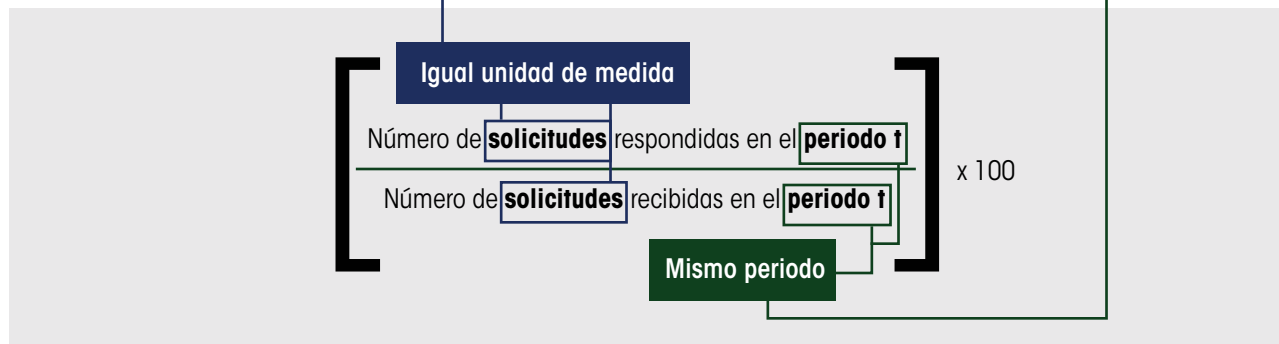 Igual unidad de medida
Número de solicitudes respondidas en el periodo t
x 100
Número de solicitudes recibidas en el periodo t
Mismo periodo